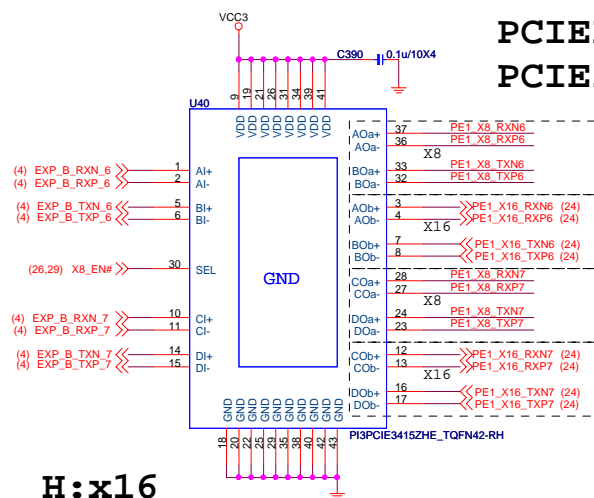 VCC3
PCIE
PCIE
C390 0.1u/10X4
U40
9 19 21 26 31 34 39 41
VDD VDD VDD VDD VDD VDD VDD VDD
(4) EXP_B_RXN_6 1 AI+
(4) EXP_B_RXP_6 2 AI-
(4) EXP_B_TXN_6 5 BI+
(4) EXP_B_TXP_6 6 BI-
(26,29) X8_EN# 30 SEL
(4) EXP_B_RXN_7 10 CI+
(4) EXP_B_RXP_7 11 CI-
(4) EXP_B_TXN_7 14 DI+
(4) EXP_B_TXP_7 15 DI-
GND
AOa+ 37 PE1_X8_RXN6
AOa- 36 PE1_X8_RXP6
X8
BOa+ 33 PE1_X8_TXN6
BOa- 32 PE1_X8_TXP6
AOb+ 3 PE1_X16_RXN6 (24)
AOb- 4 PE1_X16_RXP6 (24)
X16
BOb+ 7 PE1_X16_TXN6 (24)
BOb- 8 PE1_X16_TXP6 (24)
COa+ 28 PE1_X8_RXN7
COa- 27 PE1_X8_RXP7
X8
DOa+ 24 PE1_X8_TXN7
DOa- 23 PE1_X8_TXP7
COb+ 12 PE1_X16_RXN7 (24)
COb- 13 PE1_X16_RXP7 (24)
X16
DOb+ 16 PE1_X16_TXN7 (24)
DOb- 17 PE1_X16_TXP7 (24)
GND GND GND GND GND GND GND GND GND GND
18 20 22 25 29 35 38 40 42 43
PI3PCIE3415ZHE_TQFN42-RH
H:x16